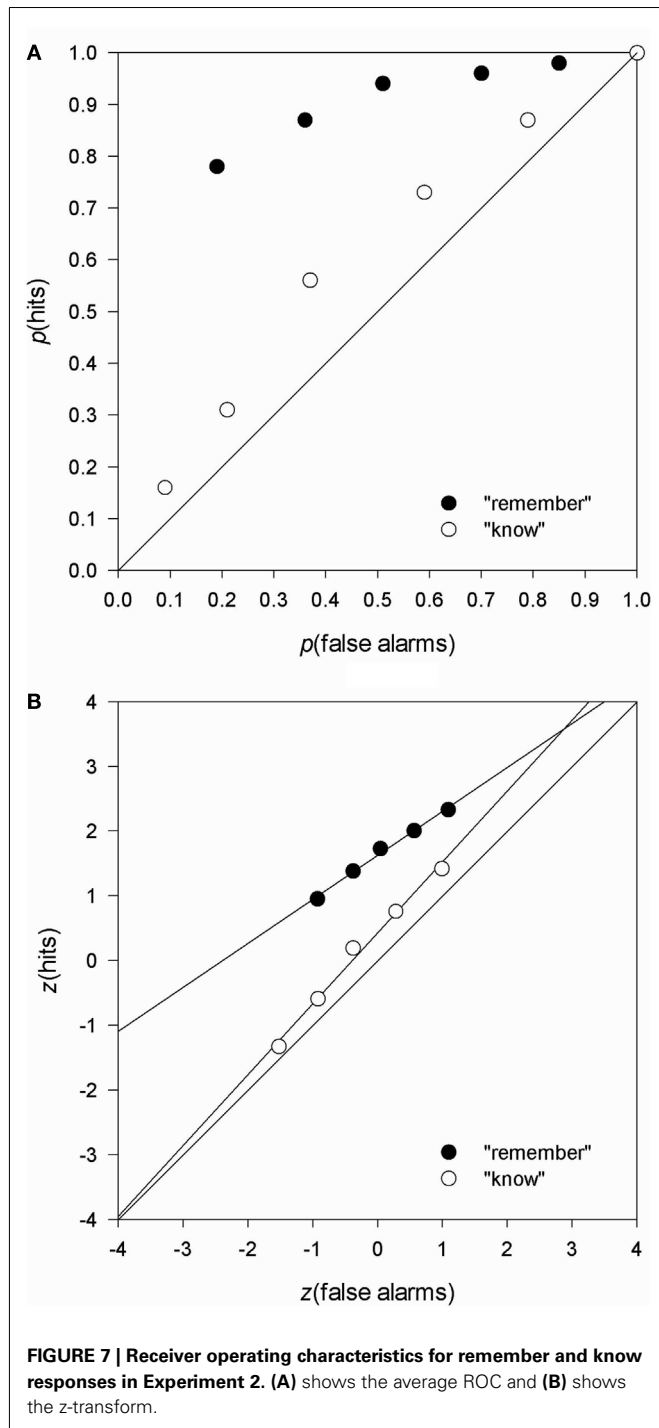 A
1.0
0.9
0.8
0.7
0.6
0.5
0.4
0.3
0.2
0.1
0.0
p(hits)
"remember"
"know"
0.0 0.1 0.2 0.3 0.4 0.5 0.6 0.7 0.8 0.9 1.0
p(false alarms)
B
4
3
2
1
0
-1
-2
-3
-4
z(hits)
"remember"
"know"
-4 -3 -2 -1 0 1 2 3 4
z(false alarms)
FIGURE 7 | Receiver operating characteristics for remember and know
responses in Experiment 2. (A) shows the average ROC and (B) shows
the z-transform.